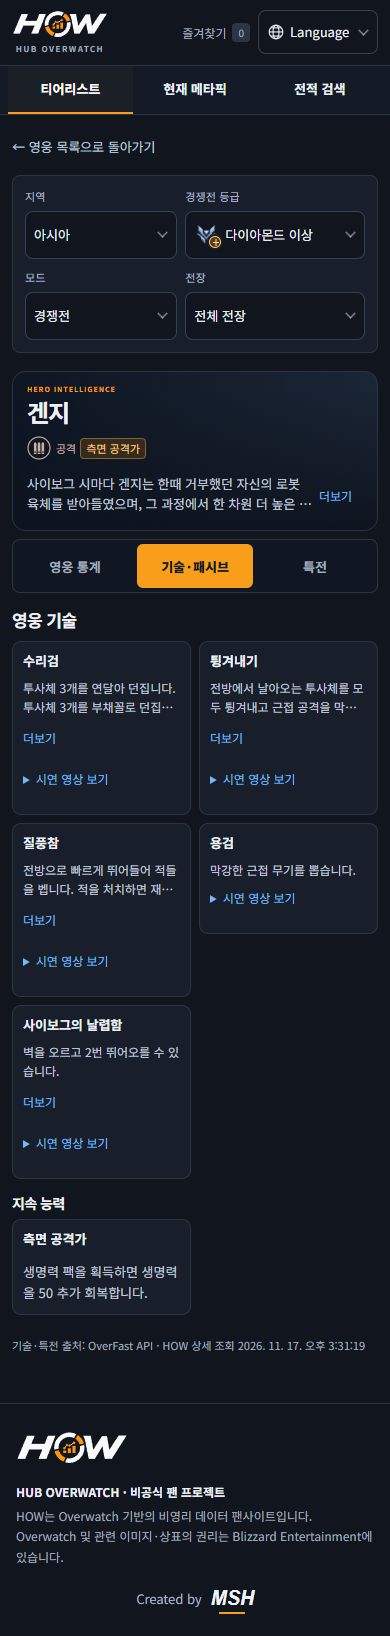 HOW
HUB OVERWATCH
즐겨찾기 0
Language
티어리스트 현재 메타픽 전적 검색
← 영웅 목록으로 돌아가기
지역 경쟁전 등급
아시아 다이아몬드 이상
모드 전장
경쟁전 전체 전장
HERO INTELLIGENCE
겐지
공격 측면 공격가
사이보그 시마다 겐지는 한때 거부했던 자신의 로봇
육체를 받아들였으며, 그 과정에서 한 차원 더 높은 … 더보기
영웅 통계 기술·패시브 특전
영웅 기술
수리검
투사체 3개를 연달아 던집니다.
투사체 3개를 부채꼴로 던집…
더보기
▶ 시연 영상 보기
튕겨내기
전방에서 날아오는 투사체를 모
두 튕겨내고 근접 공격을 막…
더보기
▶ 시연 영상 보기
질풍참
전방으로 빠르게 뛰어들어 적들
을 벱니다. 적을 처치하면 재…
더보기
▶ 시연 영상 보기
용검
막강한 근접 무기를 뽑습니다.
▶ 시연 영상 보기
사이보그의 날렵함
벽을 오르고 2번 뛰어오를 수 있
습니다.
더보기
▶ 시연 영상 보기
지속 능력
측면 공격가
생명력 팩을 획득하면 생명력
을 50 추가 회복합니다.
기술·특전 출처: OverFast API · HOW 상세 조회 2026. 11. 17. 오후 3:31:19
HOW
HUB OVERWATCH · 비공식 팬 프로젝트
HOW는 Overwatch 기반의 비영리 데이터 팬사이트입니다.
Overwatch 및 관련 이미지·상표의 권리는 Blizzard Entertainment에
있습니다.
Created by MSH